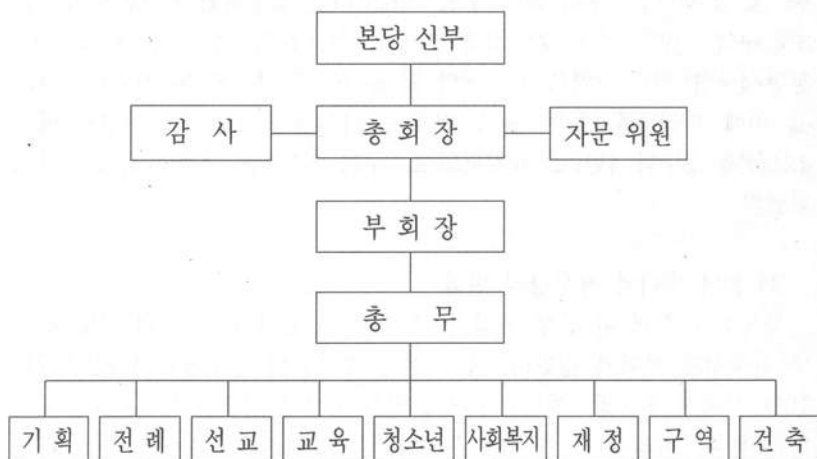 본당 신부
감 사 총회장 자문 위원
부회장
총 무
기획 전례 선교 교육 청소년 사회복지 재정 구역 건축